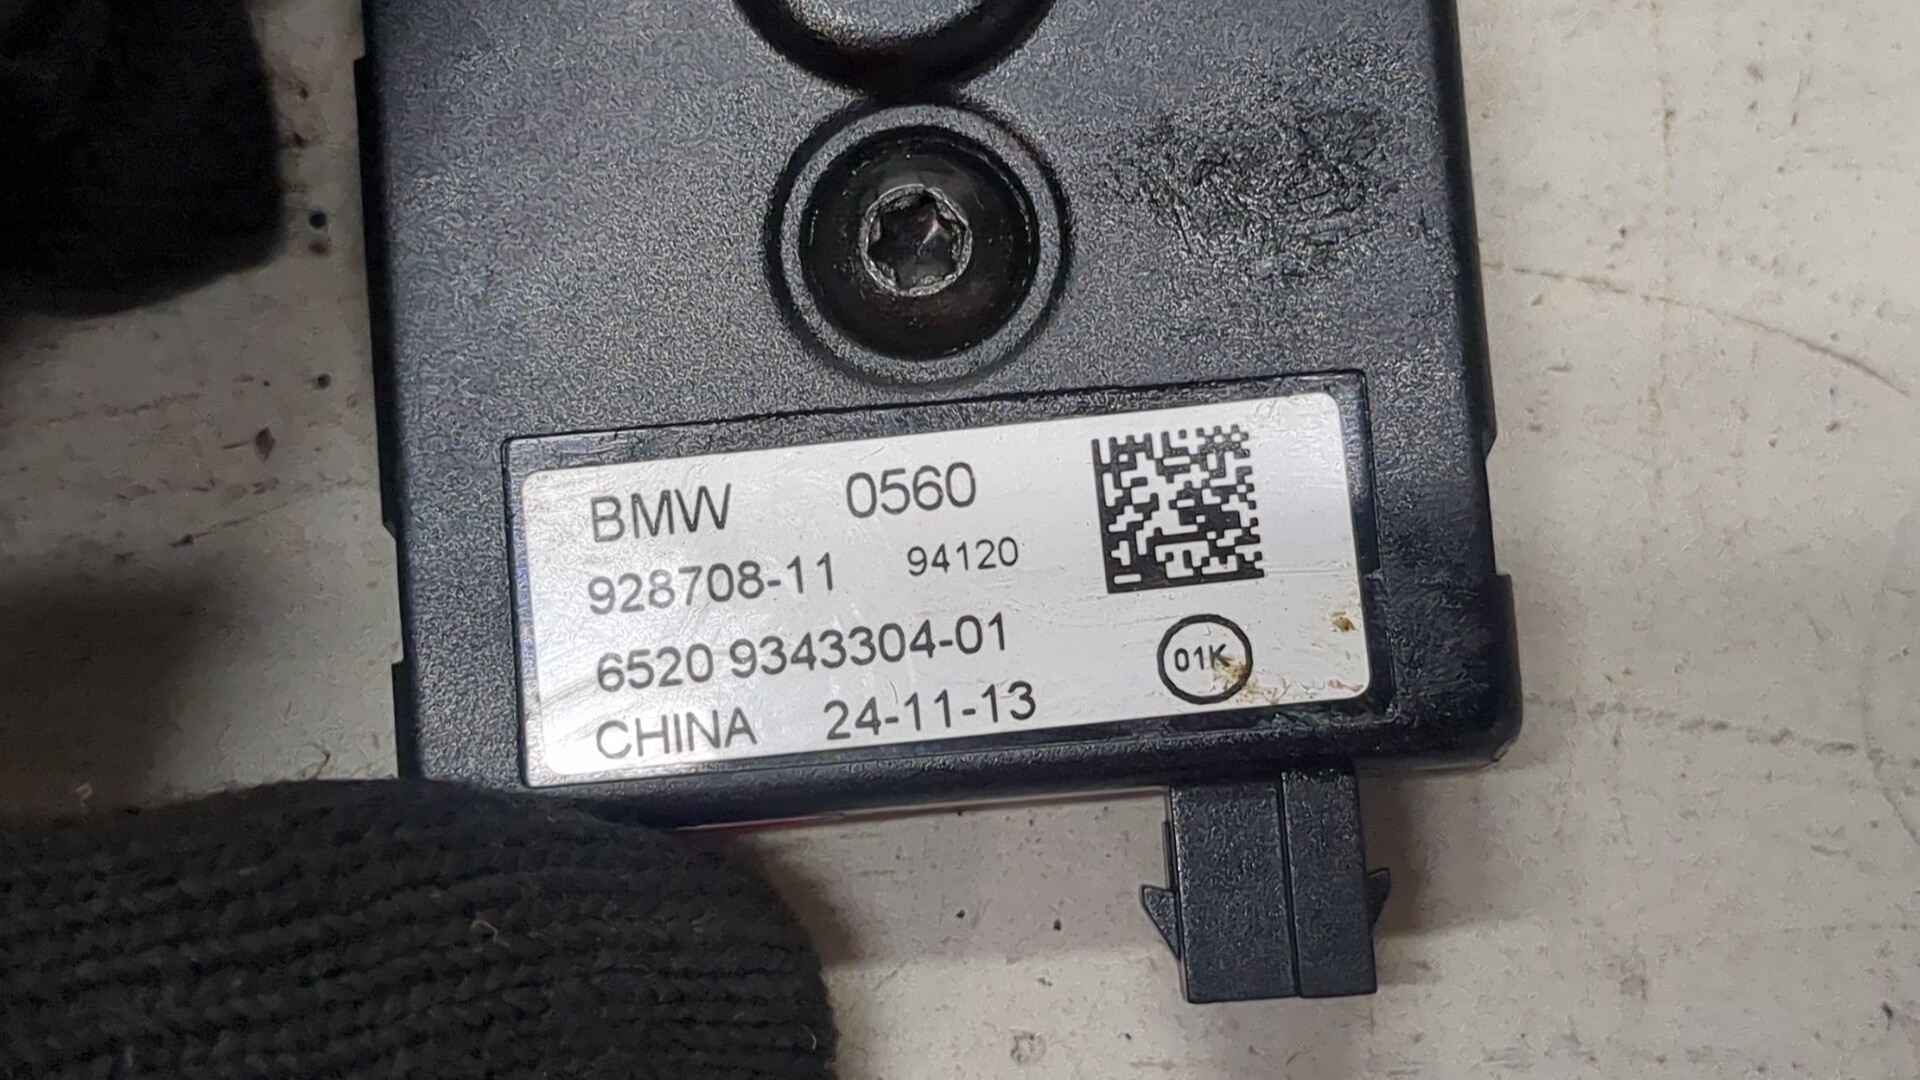 BMW 0560
928708-11 94120
6520 9343304-01
01K
CHINA 24-11-13